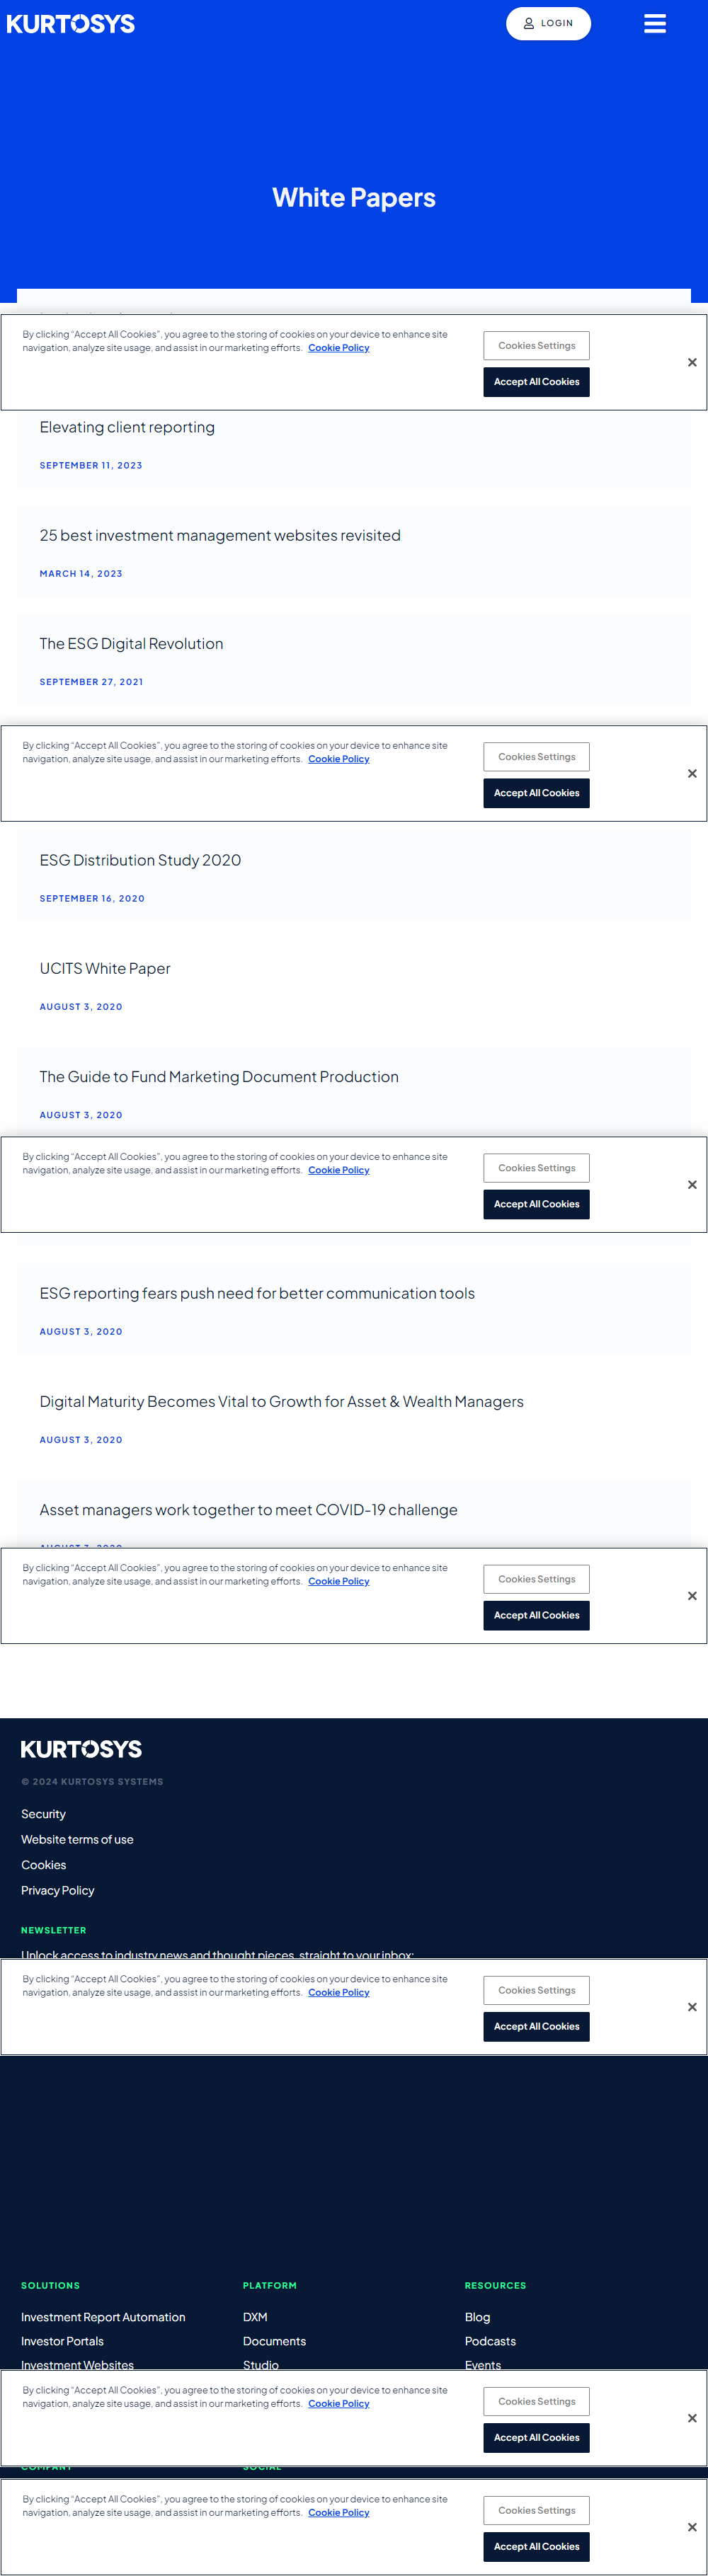 KURTOSYS
LOGIN
White Papers
By clicking “Accept All Cookies”, you agree to the storing of cookies on your device to enhance site
navigation, analyze site usage, and assist in our marketing efforts. Cookie Policy
Cookies Settings
Accept All Cookies
Elevating client reporting
SEPTEMBER 11, 2023
25 best investment management websites revisited
MARCH 14, 2023
The ESG Digital Revolution
SEPTEMBER 27, 2021
By clicking “Accept All Cookies”, you agree to the storing of cookies on your device to enhance site
navigation, analyze site usage, and assist in our marketing efforts. Cookie Policy
Cookies Settings
Accept All Cookies
ESG Distribution Study 2020
SEPTEMBER 16, 2020
UCITS White Paper
AUGUST 3, 2020
The Guide to Fund Marketing Document Production
AUGUST 3, 2020
By clicking “Accept All Cookies”, you agree to the storing of cookies on your device to enhance site
navigation, analyze site usage, and assist in our marketing efforts. Cookie Policy
Cookies Settings
Accept All Cookies
ESG reporting fears push need for better communication tools
AUGUST 3, 2020
Digital Maturity Becomes Vital to Growth for Asset & Wealth Managers
AUGUST 3, 2020
Asset managers work together to meet COVID-19 challenge
AUGUST 3, 2020
By clicking “Accept All Cookies”, you agree to the storing of cookies on your device to enhance site
navigation, analyze site usage, and assist in our marketing efforts. Cookie Policy
Cookies Settings
Accept All Cookies
KURTOSYS
© 2024 KURTOSYS SYSTEMS
Security
Website terms of use
Cookies
Privacy Policy
NEWSLETTER
Unlock access to industry news and thought pieces, straight to your inbox:
By clicking “Accept All Cookies”, you agree to the storing of cookies on your device to enhance site
navigation, analyze site usage, and assist in our marketing efforts. Cookie Policy
Cookies Settings
Accept All Cookies
SOLUTIONS PLATFORM RESOURCES
Investment Report Automation DXM Blog
Investor Portals Documents Podcasts
Investment Websites Studio Events
By clicking “Accept All Cookies”, you agree to the storing of cookies on your device to enhance site
navigation, analyze site usage, and assist in our marketing efforts. Cookie Policy
Cookies Settings
Accept All Cookies
COMPANY SOCIAL
By clicking “Accept All Cookies”, you agree to the storing of cookies on your device to enhance site
navigation, analyze site usage, and assist in our marketing efforts. Cookie Policy
Cookies Settings
Accept All Cookies